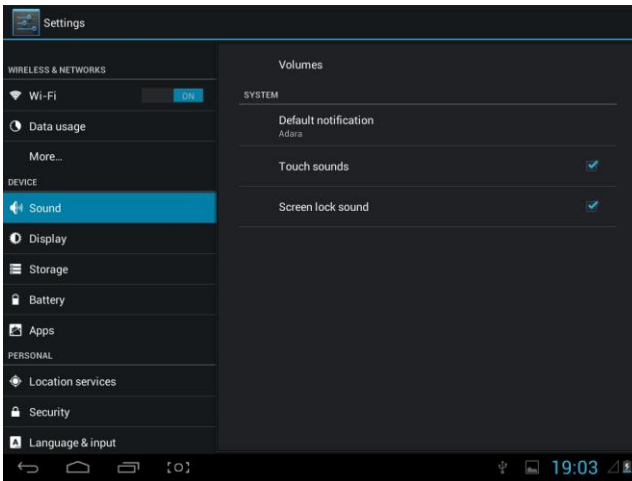 Settings
WIRELESS & NETWORKS
Wi-Fi ON
Data usage
More...
DEVICE
Sound
Display
Storage
Battery
Apps
PERSONAL
Location services
Security
Language & input
Volumes
SYSTEM
Default notification
Adara
Touch sounds
Screen lock sound
19:03